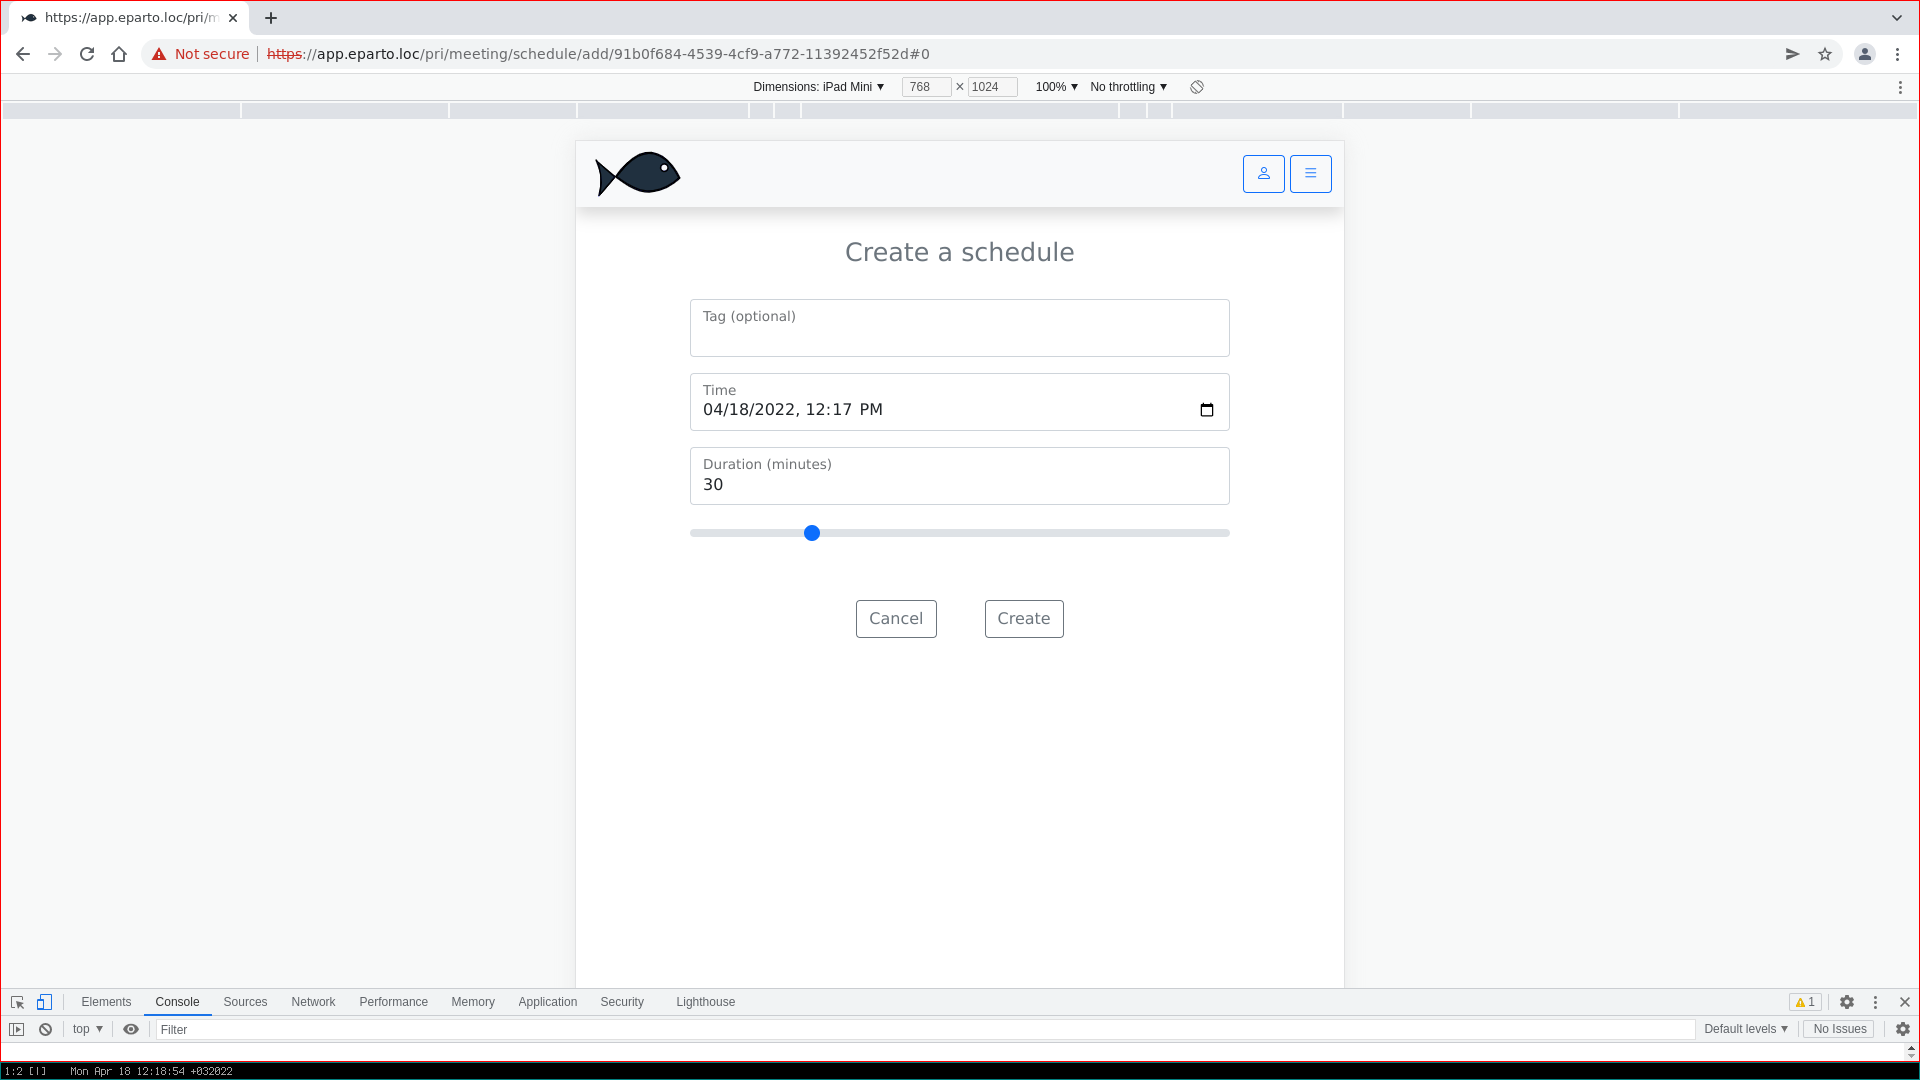 https://app.eparto.loc/pri/m
Not secure https://app.eparto.loc/pri/meeting/schedule/add/91b0f684-4539-4cf9-a772-11392452f52d#0
Dimensions: iPad Mini 768 × 1024 100% No throttling
Create a schedule
Tag (optional)
Time
04/18/2022, 12:17 PM
Duration (minutes)
30
Cancel Create
Elements Console Sources Network Performance Memory Application Security Lighthouse 1
top Filter Default levels No Issues
1:2 [|] Mon Apr 18 12:18:54 +032022